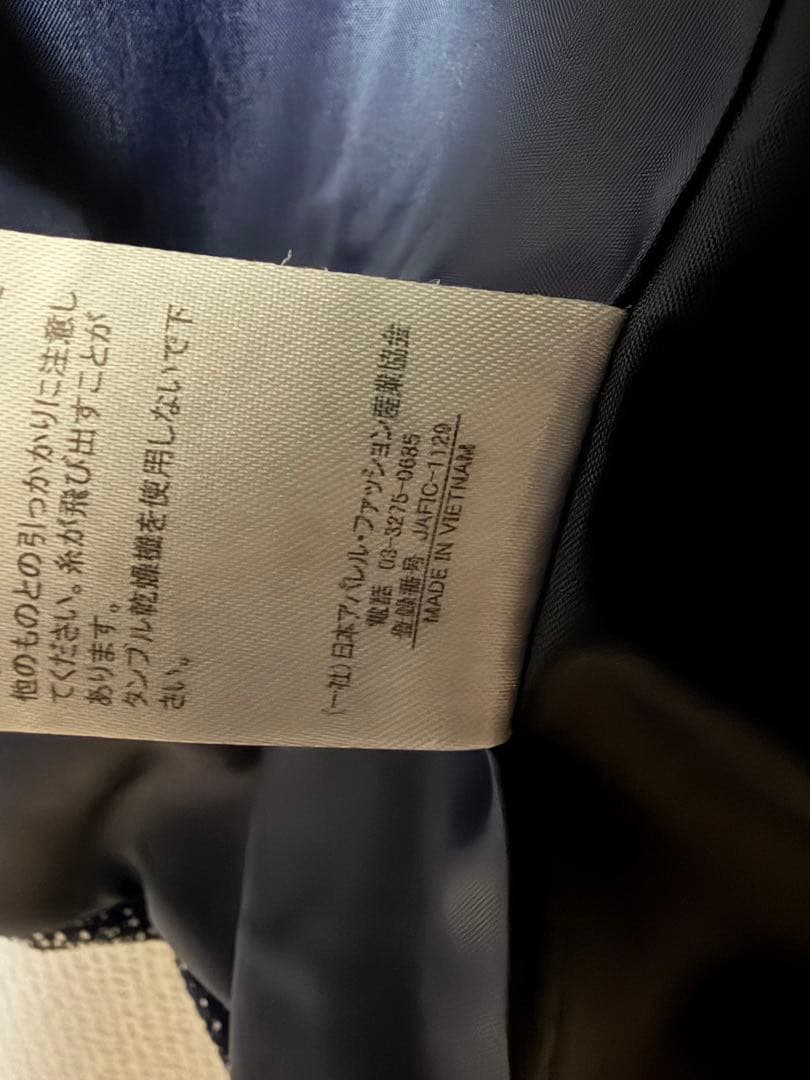 他のものとの引っかかりに注意し
てください。糸が飛び出すことが
あります。
タンブル乾燥機を使用しないで下
さい。
(一社)日本アパレル・ファッション産業協会
電話 03-3275-0685
登録番号 JAFIC-1129
MADE IN VIETNAM